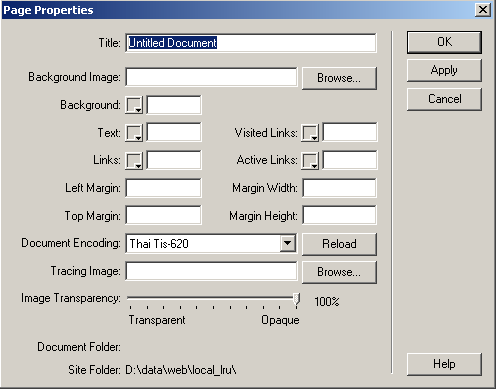 Page Properties
Title: Untitled Document OK
Background Image: Browse... Apply
Background: Cancel
Text: Visited Links:
Links: Active Links:
Left Margin: Margin Width:
Top Margin: Margin Height:
Document Encoding: Thai Tis-620 Reload
Tracing Image: Browse...
Image Transparency: 100%
Transparent Opaque
Document Folder:
Site Folder: D:\data\web\local_lru\ Help